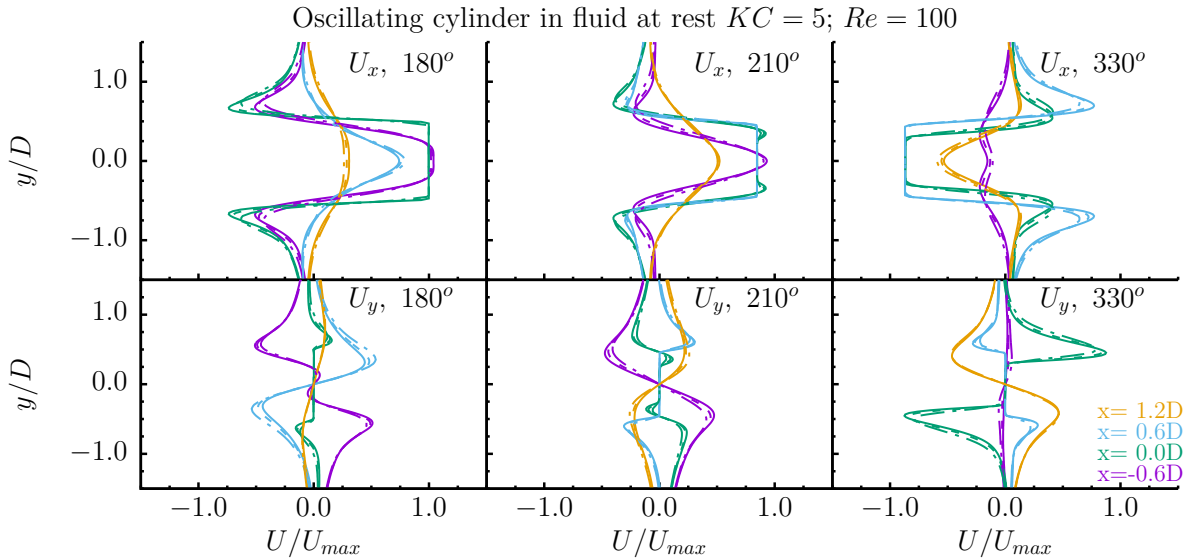 Oscillating cylinder in fluid at rest KC = 5; Re = 100
U_x, 180^o U_x, 210^o U_x, 330^o
1.0
y/D
0.0
−1.0
U_y, 180^o U_y, 210^o U_y, 330^o
1.0
y/D
0.0
x= 1.2D
x= 0.6D
−1.0
x= 0.0D
x=-0.6D
−1.0 0.0 1.0 −1.0 0.0 1.0 −1.0 0.0 1.0
U/U_max U/U_max U/U_max